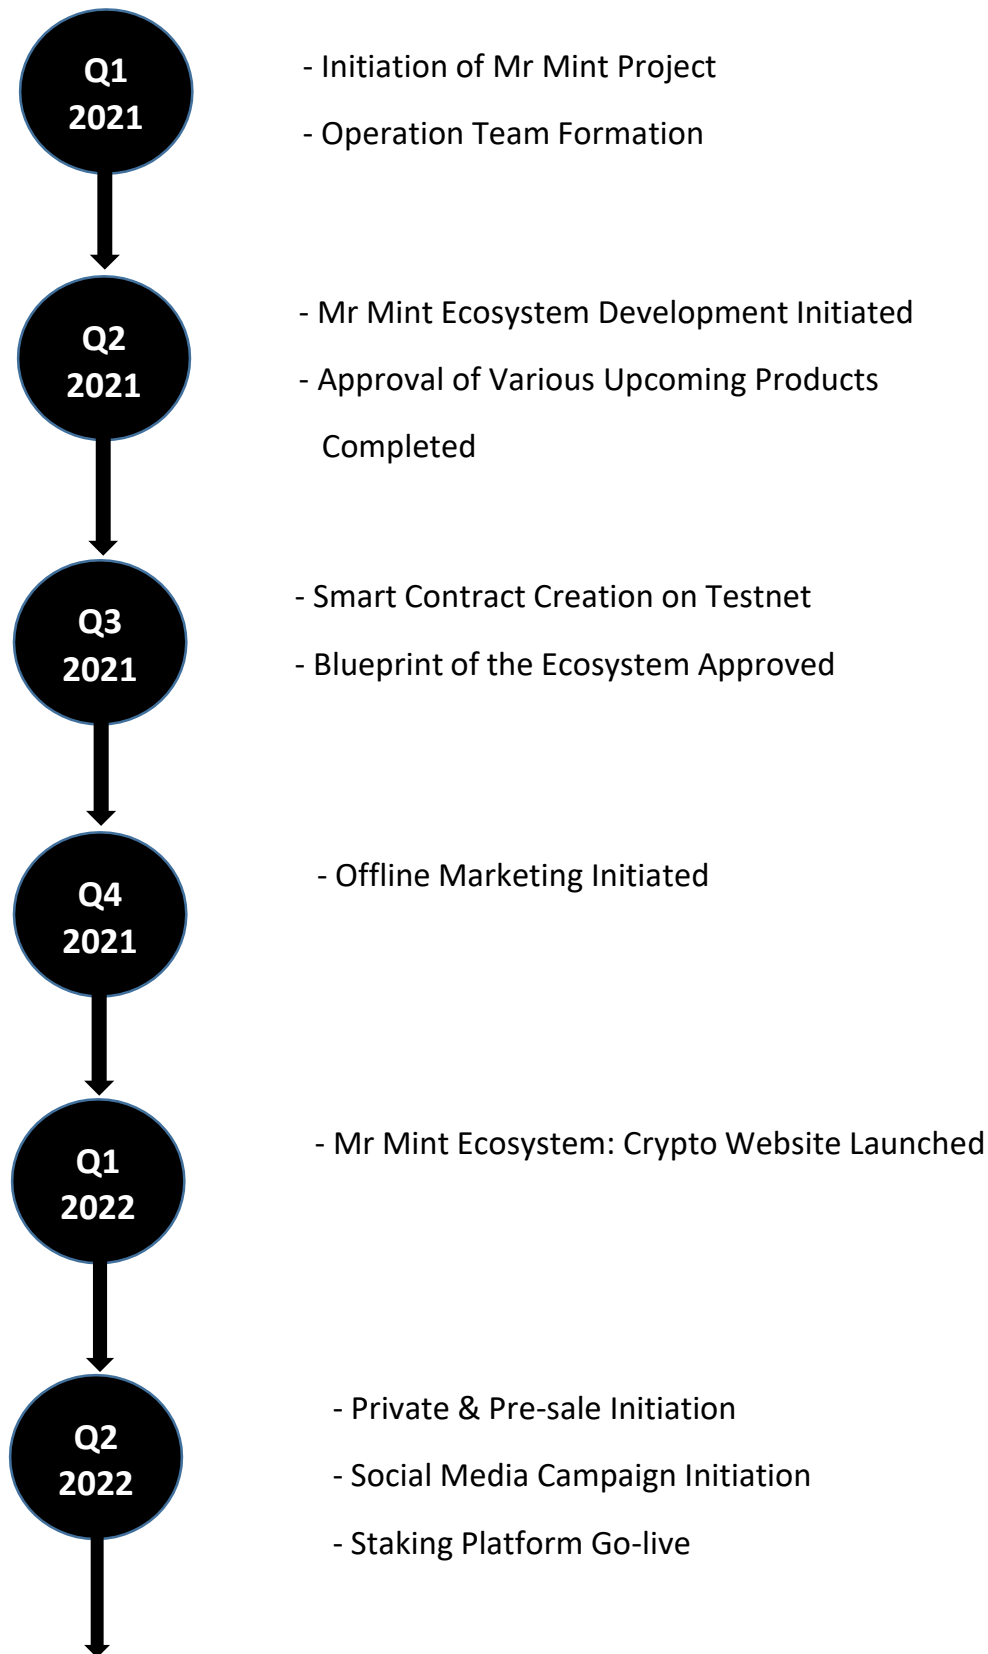 Q1
2021
- Initiation of Mr Mint Project
- Operation Team Formation
Q2
2021
- Mr Mint Ecosystem Development Initiated
- Approval of Various Upcoming Products
Completed
Q3
2021
- Smart Contract Creation on Testnet
- Blueprint of the Ecosystem Approved
Q4
2021
- Offline Marketing Initiated
Q1
2022
- Mr Mint Ecosystem: Crypto Website Launched
Q2
2022
- Private & Pre-sale Initiation
- Social Media Campaign Initiation
- Staking Platform Go-live